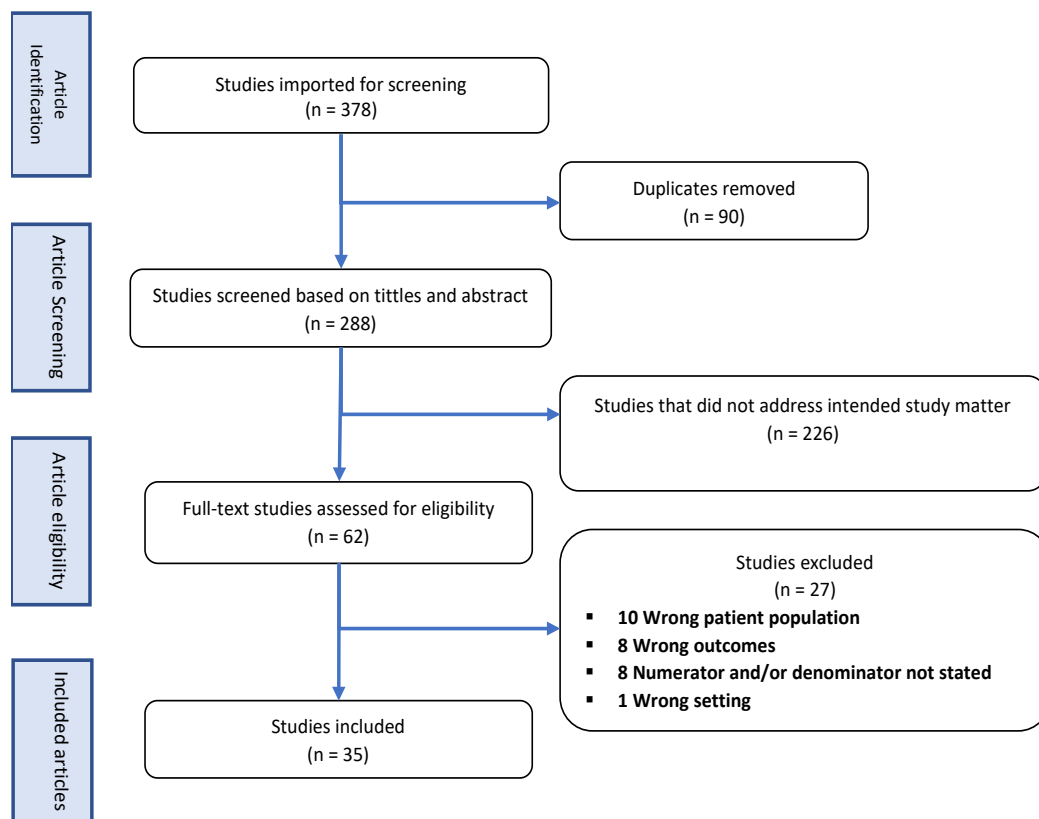 Article
Identification
Studies imported for screening
(n = 378)
Duplicates removed
(n = 90)
Article Screening
Studies screened based on tittles and abstract
(n = 288)
Studies that did not address intended study matter
(n = 226)
Article eligibility
Full-text studies assessed for eligibility
(n = 62)
Studies excluded
(n = 27)
▪ 10 Wrong patient population
▪ 8 Wrong outcomes
▪ 8 Numerator and/or denominator not stated
▪ 1 Wrong setting
Included articles
Studies included
(n = 35)